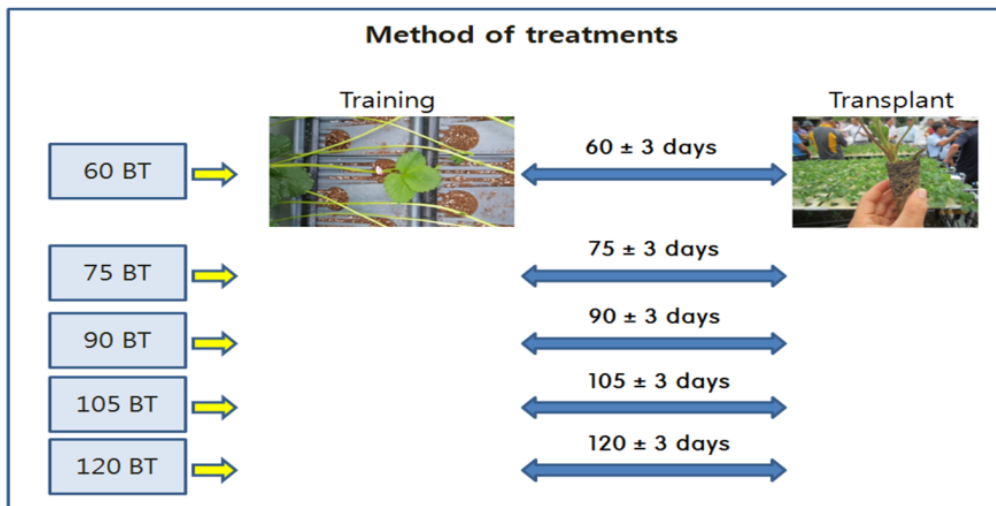 Method of treatments
Training
Transplant
60 BT
60 ± 3 days
75 BT
75 ± 3 days
90 BT
90 ± 3 days
105 BT
105 ± 3 days
120 BT
120 ± 3 days